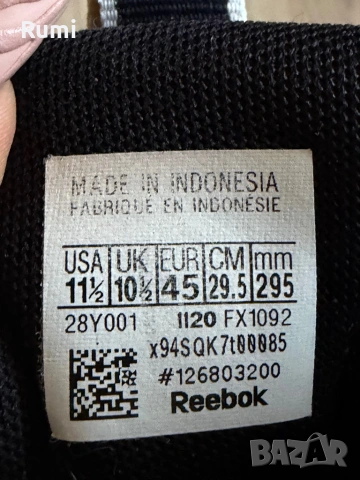 Rumi
MADE IN INDONESIA
FABRIQUÉ EN INDONÉSIE
USA UK EUR CM mm
11½ 10½ 45 29.5 295
28Y001 1120 FX1092
x94SQK7t00085
#126803200
Reebok
BAZAR